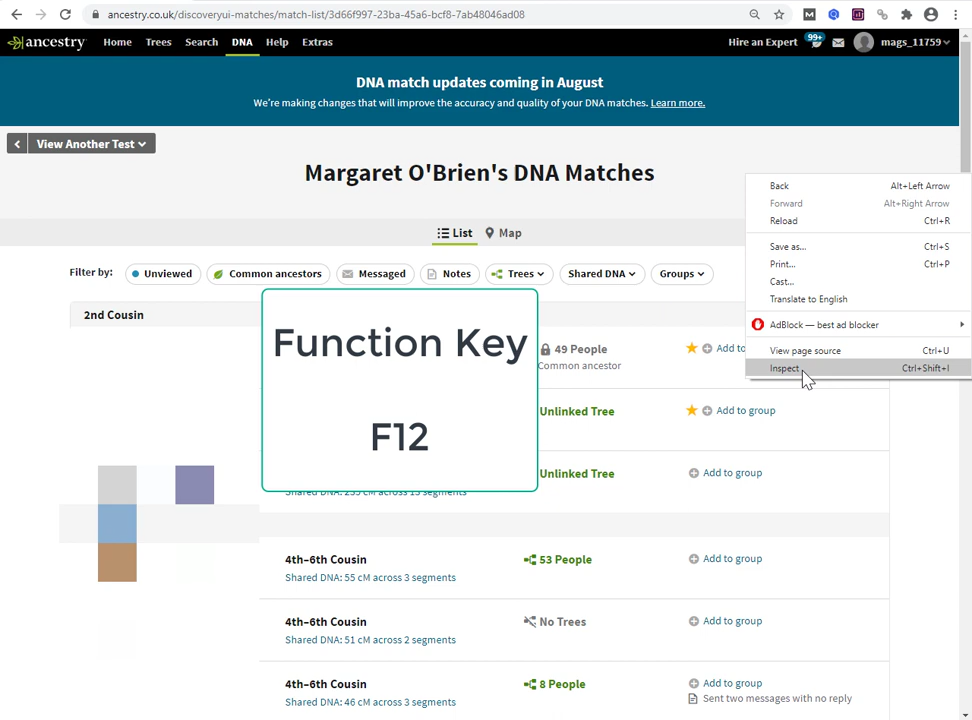 ancestry.co.uk/discoveryui-matches/match-list/3d66f997-23ba-45a6-bcf8-7ab48046ad08
ancestry Home Trees Search DNA Help Extras Hire an Expert 99+ mags_11759
DNA match updates coming in August
We're making changes that will improve the accuracy and quality of your DNA matches. Learn more.
View Another Test
Margaret O'Brien's DNA Matches
List Map
Filter by: Unviewed Common ancestors Messaged Notes Trees Shared DNA Groups
2nd Cousin
Back Alt+Left Arrow
Forward Alt+Right Arrow
Reload Ctrl+R
Save as... Ctrl+S
Print... Ctrl+P
Cast...
Translate to English
AdBlock — best ad blocker
View page source Ctrl+U
Inspect Ctrl+Shift+I
Function Key
F12
49 People Add to
Common ancestor
Unlinked Tree Add to group
Unlinked Tree Add to group
4th–6th Cousin 53 People Add to group
Shared DNA: 55 cM across 3 segments
4th–6th Cousin No Trees Add to group
Shared DNA: 51 cM across 2 segments
4th–6th Cousin 8 People Add to group
Shared DNA: 46 cM across 3 segments Sent two messages with no reply